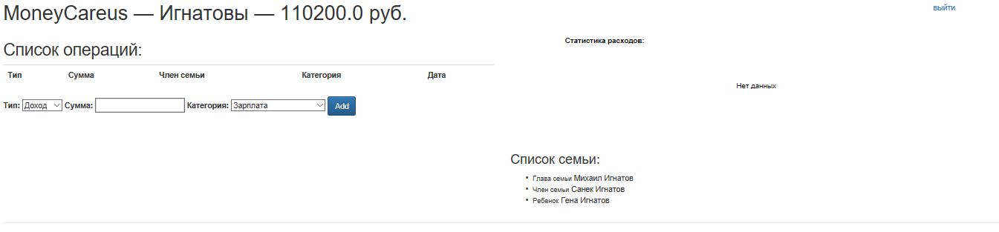 MoneyCareus — Игнатовы — 110200.0 руб.
выйти
Список операций:
Тип Сумма Член семьи Категория Дата
Тип: Доход Сумма: Категория: Зарплата Add
Статистика расходов:
Нет данных
Список семьи:
• Глава семьи Михаил Игнатов
• Член семьи Санек Игнатов
• Ребенок Гена Игнатов